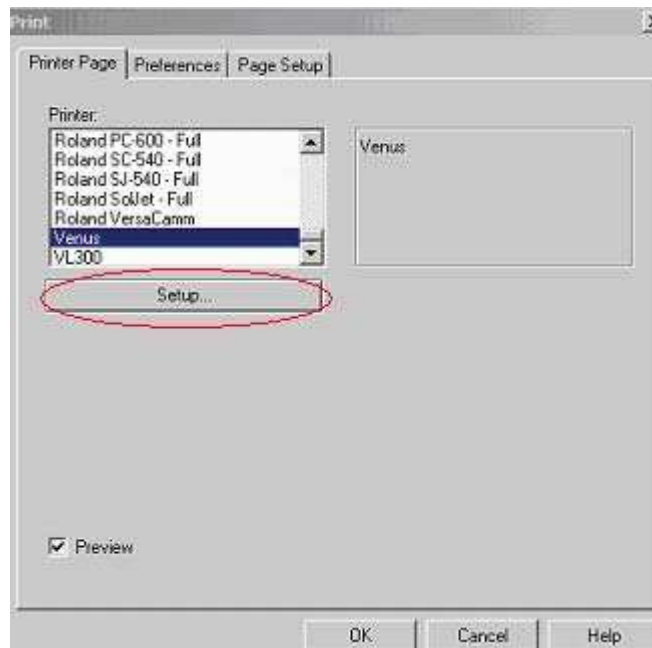 Print
Printer Page
Preferences
Page Setup
Printer:
Roland PC-600 - Full
Roland SC-540 - Full
Roland SJ-540 - Full
Roland SolJet - Full
Roland VersaCamm
Venus
VL300
Venus
Setup...
Preview
OK
Cancel
Help